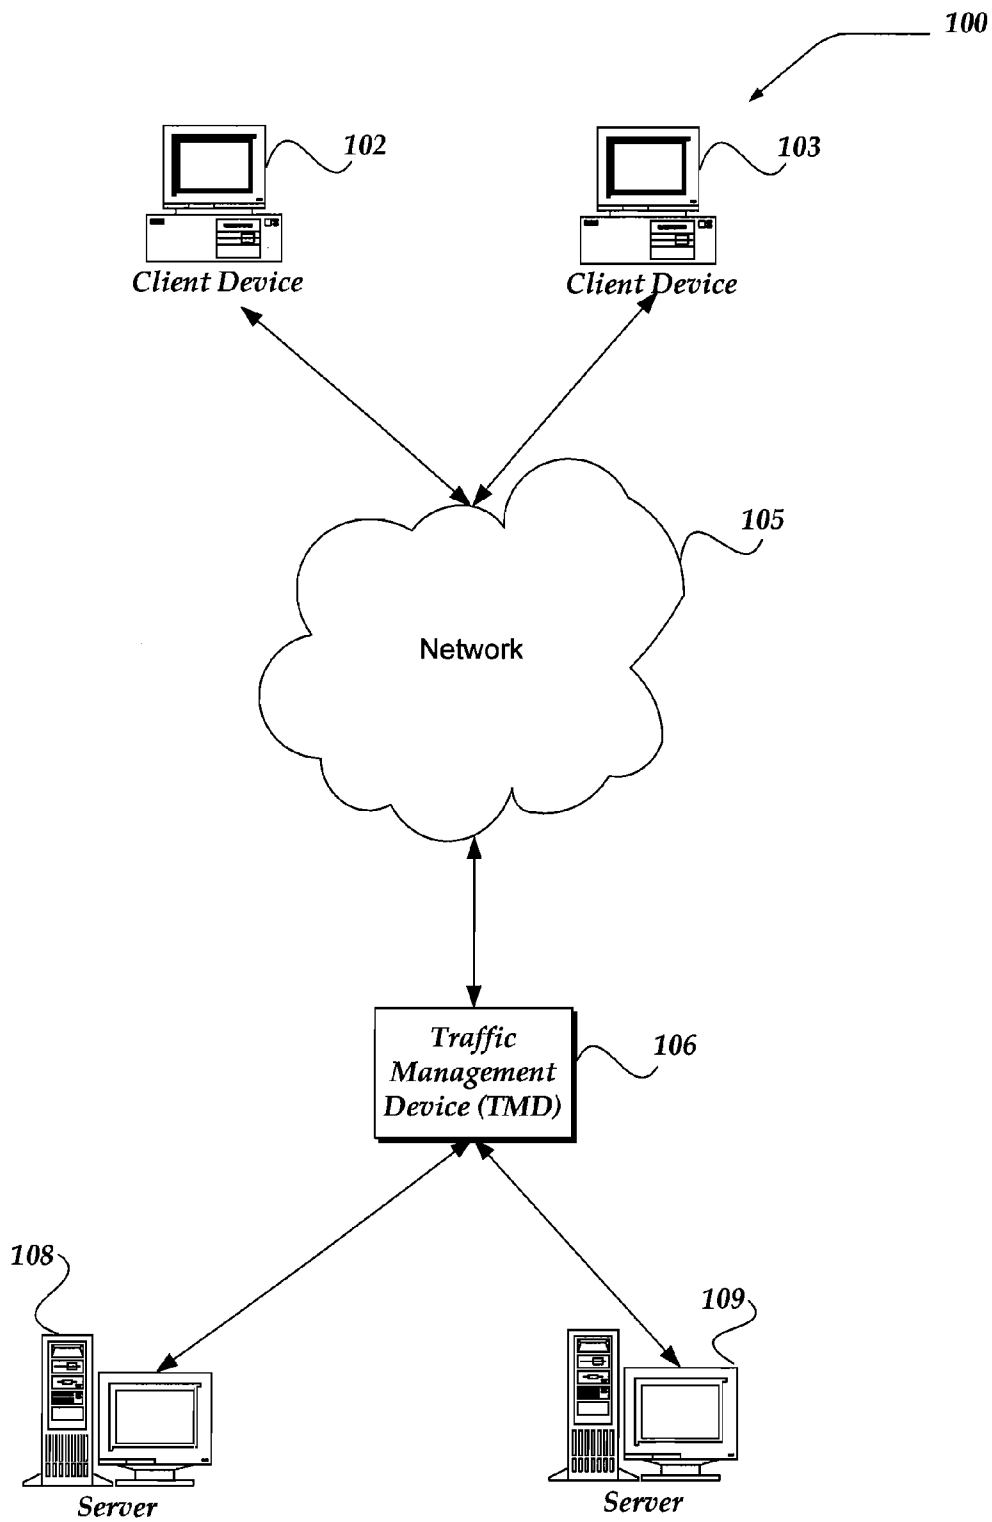 100
102
103
Client Device
Client Device
105
Network
Traffic
Management
Device (TMD)
106
108
109
Server
Server